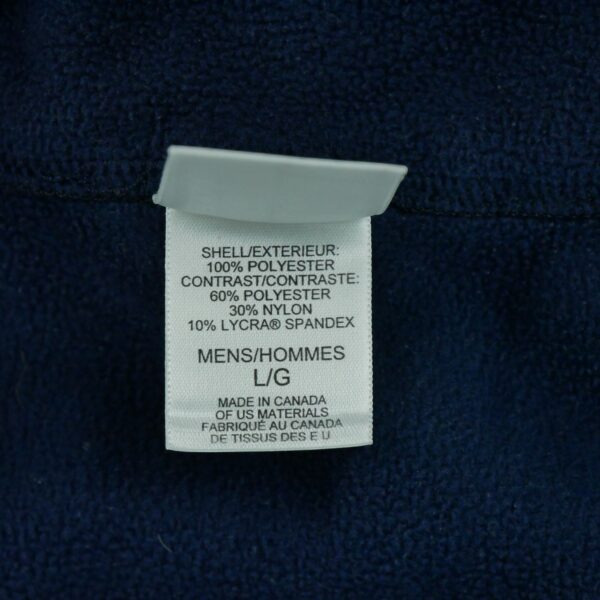 SHELL/EXTERIEUR:
100% POLYESTER
CONTRAST/CONTRASTE:
60% POLYESTER
30% NYLON
10% LYCRA® SPANDEX
MENS/HOMMES
L/G
MADE IN CANADA
OF US MATERIALS
FABRIQUÉ AU CANADA
DE TISSUS DES E U